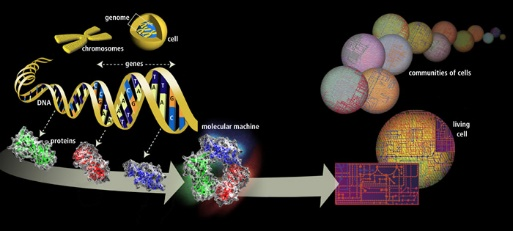 genome
cell
chromosomes
genes
DNA
proteins
molecular machine
communities of cells
living
cell